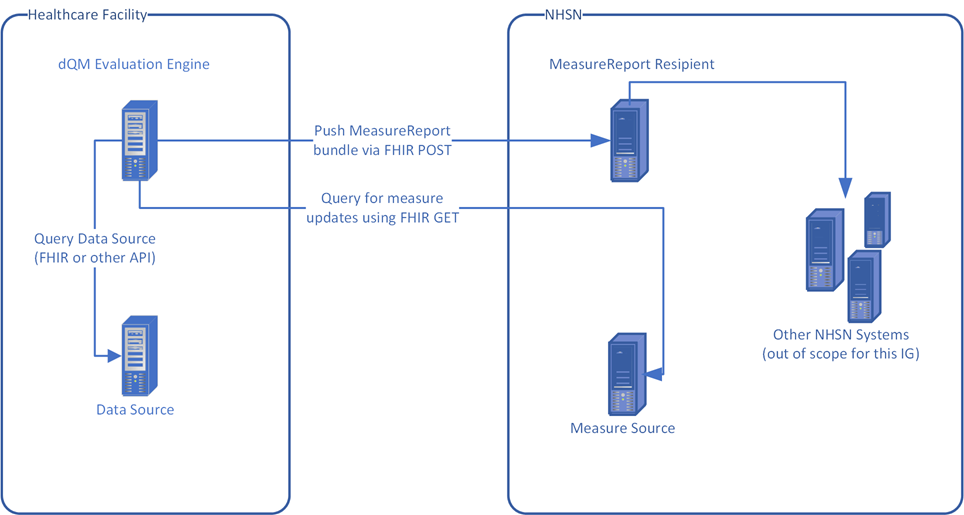 Healthcare Facility
NHSN
dQM Evaluation Engine
MeasureReport Resipient
Push MeasureReport
bundle via FHIR POST
Query for measure
updates using FHIR GET
Query Data Source
(FHIR or other API)
Other NHSN Systems
(out of scope for this IG)
Data Source
Measure Source